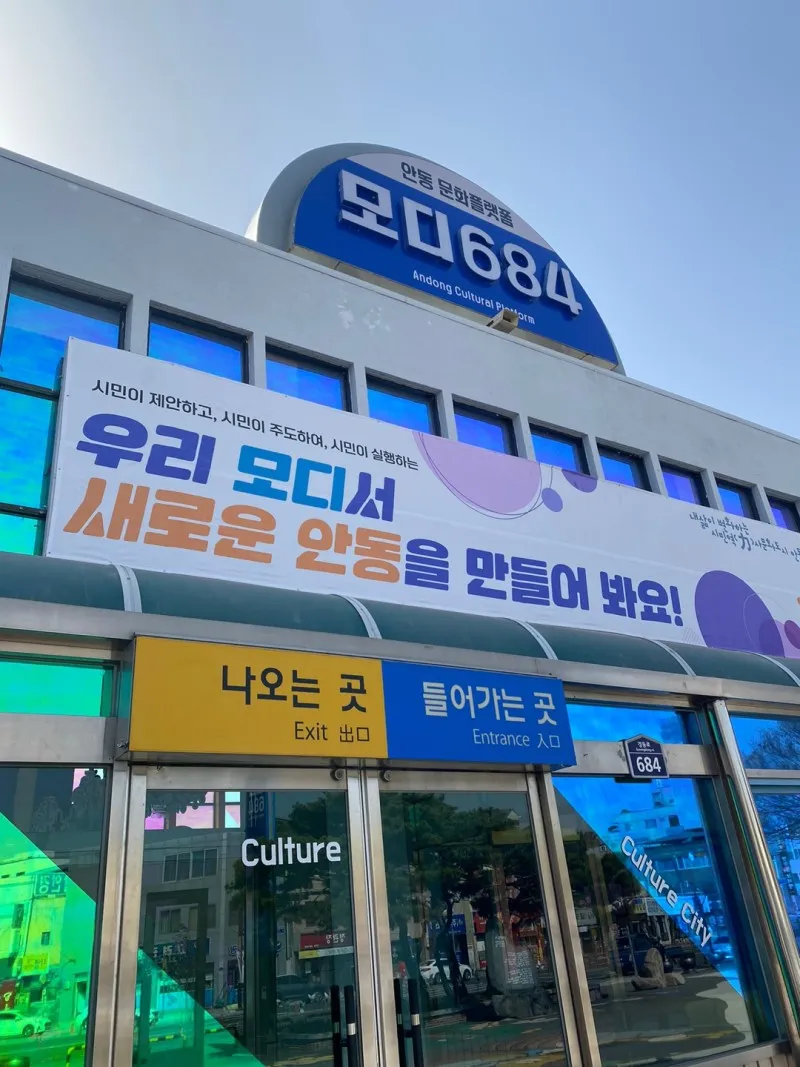 안동 문화플랫폼
모디684
Andong Cultural Platform
시민이 제안하고, 시민이 주도하여, 시민이 실행하는
우리 모디서
새로운 안동을 만들어 봐요!
나오는 곳
Exit 出口
들어가는 곳
Entrance 入口
684
Culture
Culture City